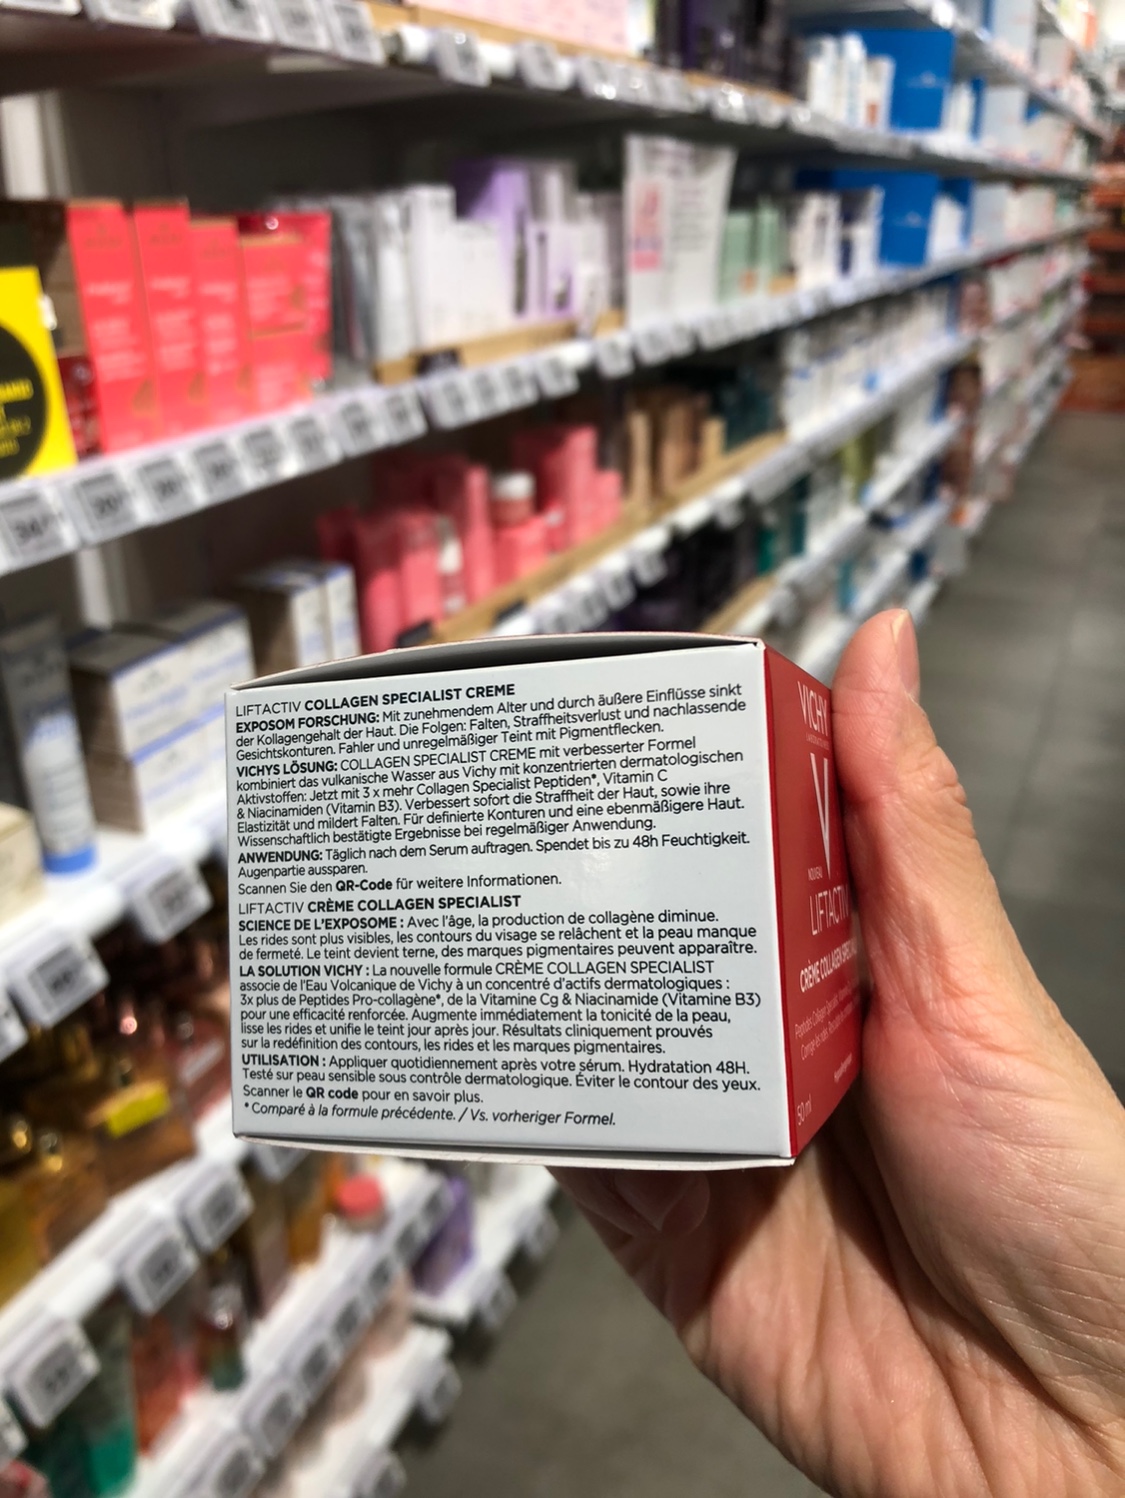 LIFTACTIV COLLAGEN SPECIALIST CREME
EXPOSOM FORSCHUNG: Mit zunehmendem Alter und durch äußere Einflüsse sinkt
der Kollagengehalt der Haut. Die Folgen: Falten, Straffheitsverlust und nachlassende
Gesichtskonturen. Fahler und unregelmäßiger Teint mit Pigmentflecken.
VICHYS LÖSUNG: COLLAGEN SPECIALIST CREME mit verbesserter Formel
kombiniert das vulkanische Wasser aus Vichy mit konzentrierten dermatologischen
Aktivstoffen: Jetzt mit 3 x mehr Collagen Specialist Peptiden*, Vitamin C
& Niacinamiden (Vitamin B3). Verbessert sofort die Straffheit der Haut, sowie ihre
Elastizität und mildert Falten. Für definierte Konturen und eine ebenmäßigere Haut.
Wissenschaftlich bestätigte Ergebnisse bei regelmäßiger Anwendung.
ANWENDUNG: Täglich nach dem Serum auftragen. Spendet bis zu 48h Feuchtigkeit.
Augenpartie aussparen.
Scannen Sie den QR-Code für weitere Informationen.
LIFTACTIV CRÈME COLLAGEN SPECIALIST
SCIENCE DE L'EXPOSOME : Avec l'âge, la production de collagène diminue.
Les rides sont plus visibles, les contours du visage se relâchent et la peau manque
de fermeté. Le teint devient terne, des marques pigmentaires peuvent apparaître.
LA SOLUTION VICHY : La nouvelle formule CRÈME COLLAGEN SPECIALIST
associe de l'Eau Volcanique de Vichy à un concentré d'actifs dermatologiques :
3x plus de Peptides Pro-collagène*, de la Vitamine Cg & Niacinamide (Vitamine B3)
pour une efficacité renforcée. Augmente immédiatement la tonicité de la peau,
lisse les rides et unifie le teint jour après jour. Résultats cliniquement prouvés
sur la redéfinition des contours, les rides et les marques pigmentaires.
UTILISATION : Appliquer quotidiennement après votre sérum. Hydratation 48H.
Testé sur peau sensible sous contrôle dermatologique. Éviter le contour des yeux.
Scanner le QR code pour en savoir plus.
* Comparé à la formule précédente. / Vs. vorheriger Formel.
VICHY
V
NOUVEAU
LIFTACTIV
CRÈME COLLAGEN
50 ml